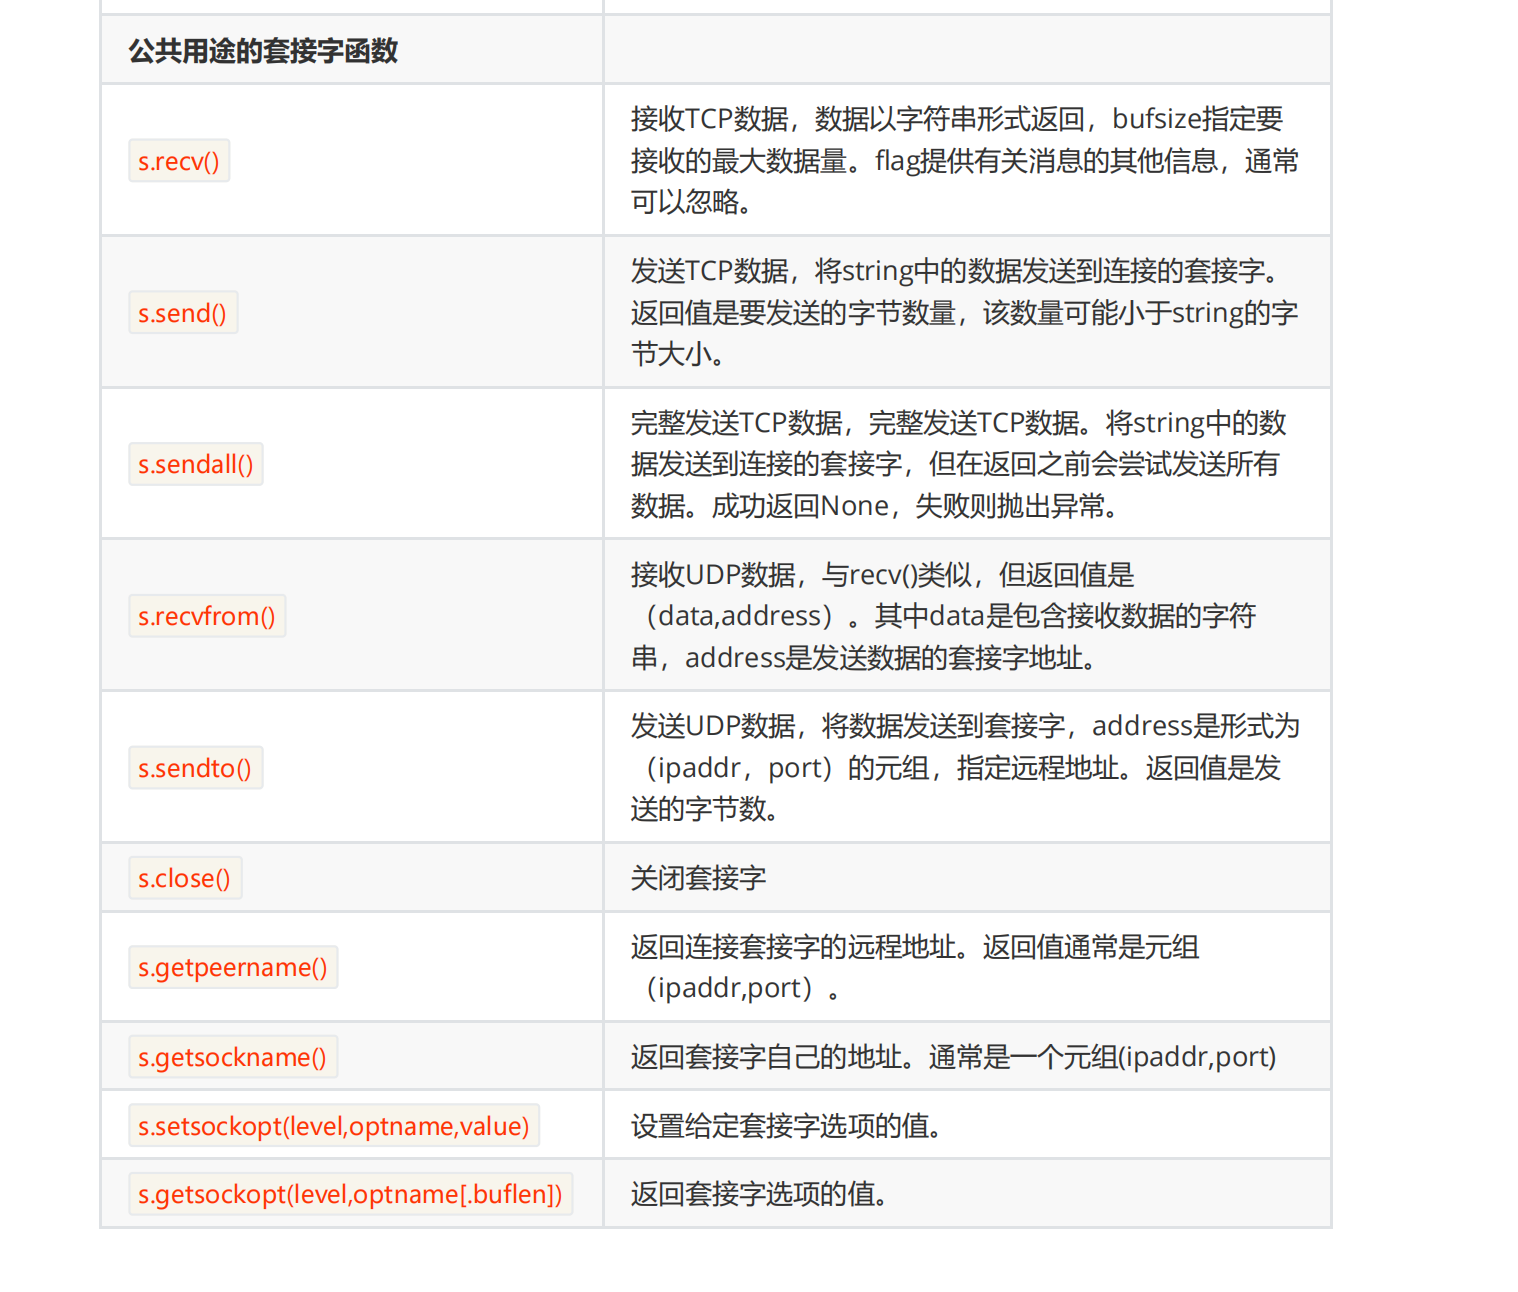 公共用途的套接字函数
s.recv()
接收TCP数据，数据以字符串形式返回，bufsize指定要
接收的最大数据量。flag提供有关消息的其他信息，通常
可以忽略。
s.send()
发送TCP数据，将string中的数据发送到连接的套接字。
返回值是要发送的字节数量，该数量可能小于string的字
节大小。
s.sendall()
完整发送TCP数据，完整发送TCP数据。将string中的数
据发送到连接的套接字，但在返回之前会尝试发送所有
数据。成功返回None，失败则抛出异常。
s.recvfrom()
接收UDP数据，与recv()类似，但返回值是
（data,address）。其中data是包含接收数据的字符
串，address是发送数据的套接字地址。
s.sendto()
发送UDP数据，将数据发送到套接字，address是形式为
（ipaddr，port）的元组，指定远程地址。返回值是发
送的字节数。
s.close()
关闭套接字
s.getpeername()
返回连接套接字的远程地址。返回值通常是元组
（ipaddr,port）。
s.getsockname()
返回套接字自己的地址。通常是一个元组(ipaddr,port)
s.setsockopt(level,optname,value)
设置给定套接字选项的值。
s.getsockopt(level,optname[.buflen])
返回套接字选项的值。